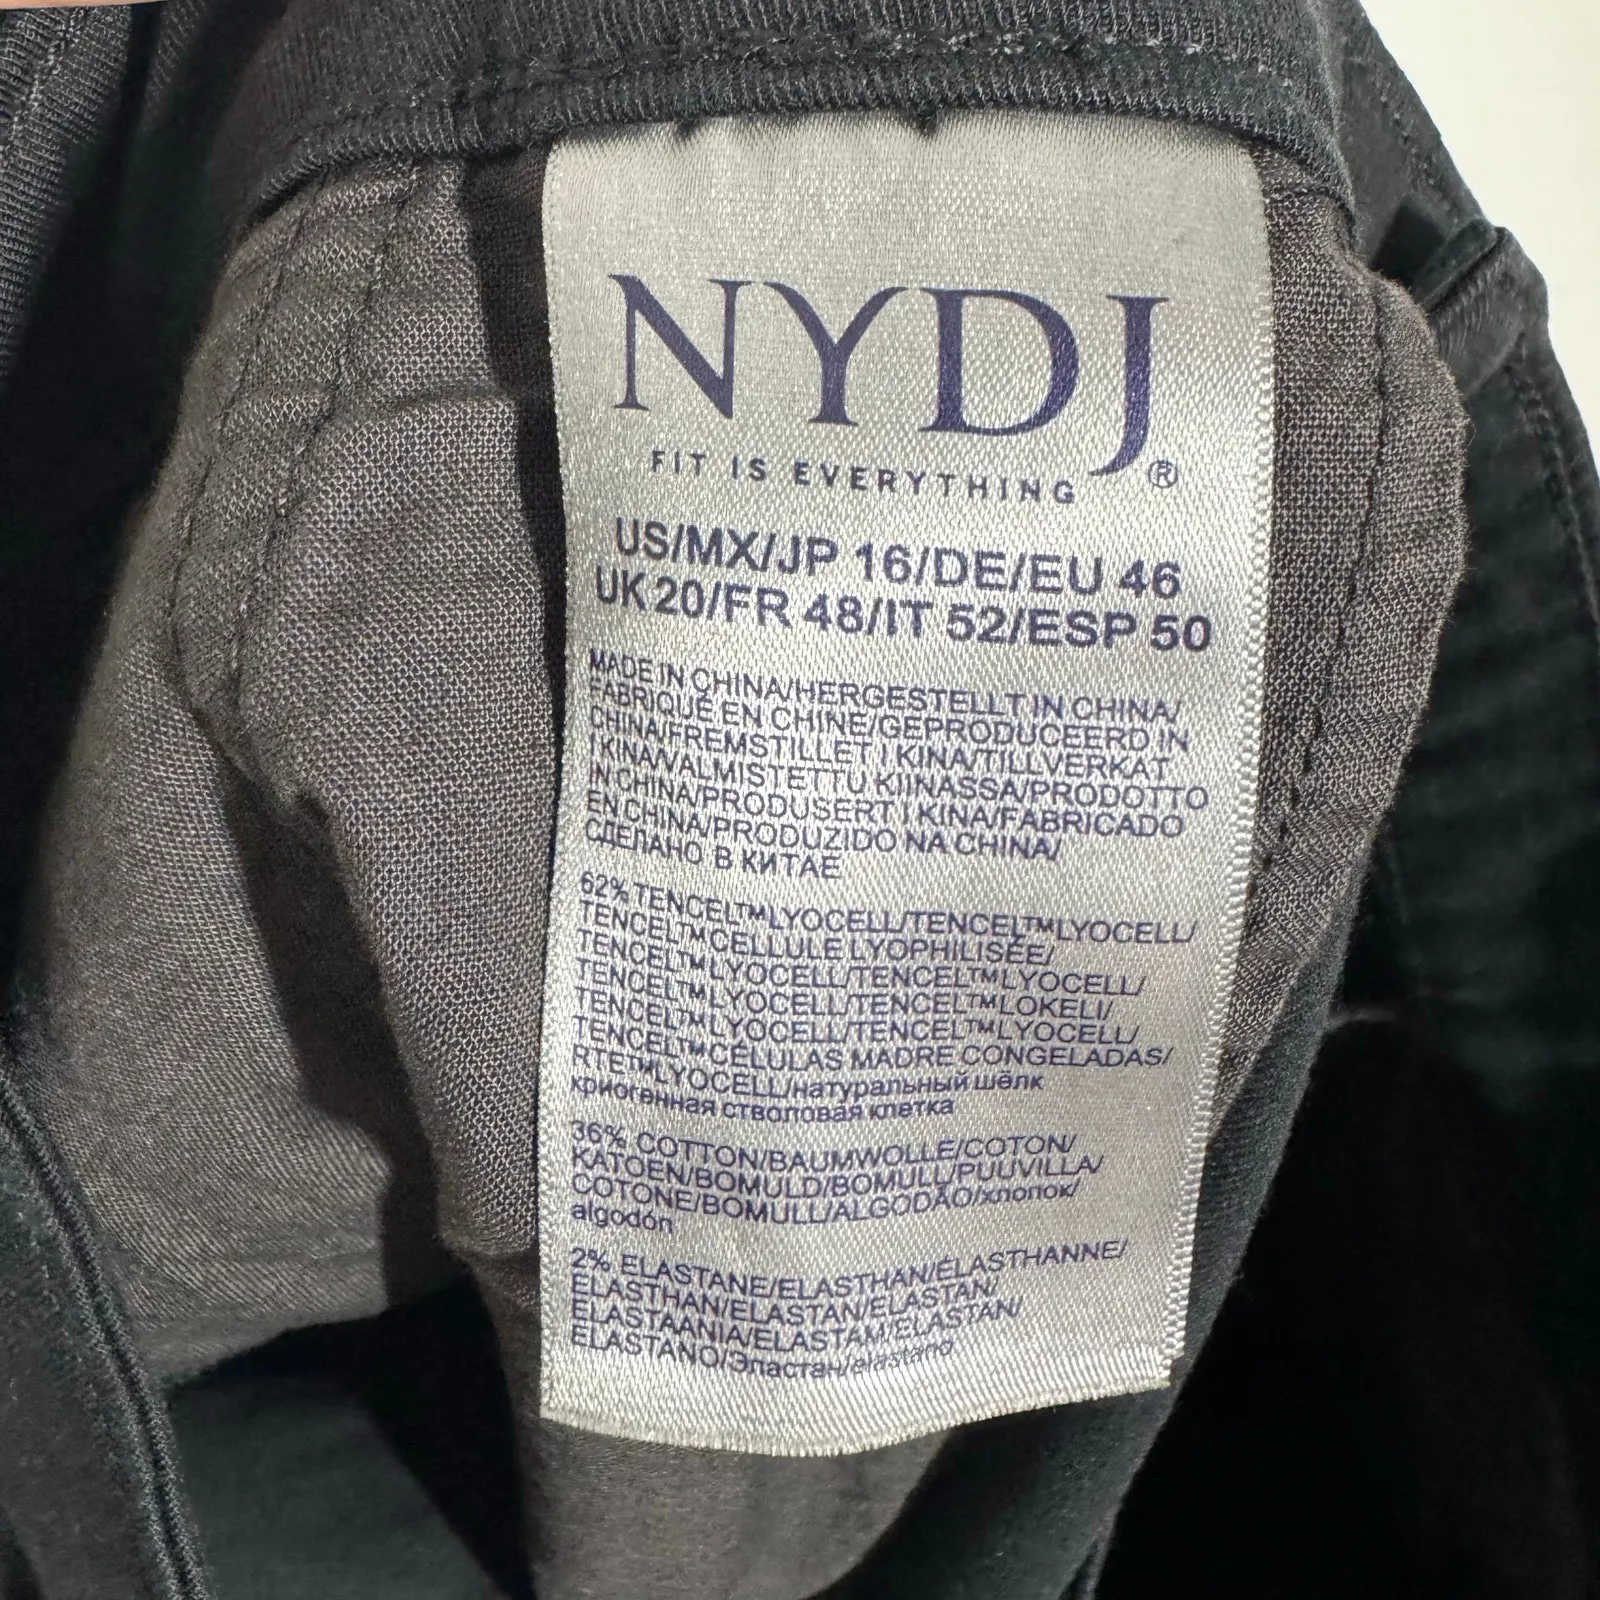 NYDJ®
FIT IS EVERYTHING
US/MX/JP 16/DE/EU 46
UK 20/FR 48/IT 52/ESP 50
MADE IN CHINA/HERGESTELLT IN CHINA/
FABRIQUÉ EN CHINE/GEPRODUCEERD IN
CHINA/FREMSTILLET I KINA/TILLVERKAT
I KINA/VALMISTETTU KIINASSA/PRODOTTO
IN CHINA/PRODUSERT I KINA/FABRICADO
EN CHINA/PRODUZIDO NA CHINA/
СДЕЛАНО В КИТАЕ
62% TENCEL™LYOCELL/TENCEL™LYOCELL/
TENCEL™CELLULE LYOPHILISÉE/
TENCEL™LYOCELL/TENCEL™LYOCELL/
TENCEL™LYOCELL/TENCEL™LOKELI/
TENCEL™LYOCELL/TENCEL™LYOCELL/
TENCEL™CÉLULAS MADRE CONGELADAS/
RTE™LYOCELL/натуральный шёлк
криогенная стволовая клетка
36% COTTON/BAUMWOLLE/COTON/
KATOEN/BOMULD/BOMULL/PUUVILLA/
COTONE/BOMULL/ALGODÃO/хлопок/
algodón
2% ELASTANE/ELASTHAN/ÉLASTHANNE/
ELASTHAN/ELASTAN/ELASTAN/
ELASTAANIA/ELASTAM/ELASTAN/
ELASTANO/Эластан/elastano